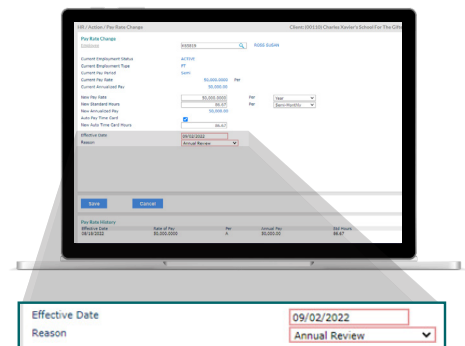 HR / Action / Pay Rate Change Client: (00110) Charles Xavier's School For The Gifte
Pay Rate Change
Employee 000019 ROSE SUSAN
Current Employment Status ACTIVE
Current Employment Type FT
Current Pay Period Semi
Current Pay Rate 50,000.0000 Per
Current Annualized Pay 50,000.00
New Pay Rate 50,000.0000 Per Year
New Standard Hours 86.67 Per Semi-Monthly
New Annualized Pay 50,000.00
Auto Pay Time Card
New Auto Time Card Hours 86.67
Effective Date 09/02/2022
Reason Annual Review
Save Cancel
Pay Rate History
Effective Date Rate of Pay Per Annual Pay Std Hours
08/16/2022 50,000.0000 A 50,000.00 86.67
Effective Date 09/02/2022
Reason Annual Review